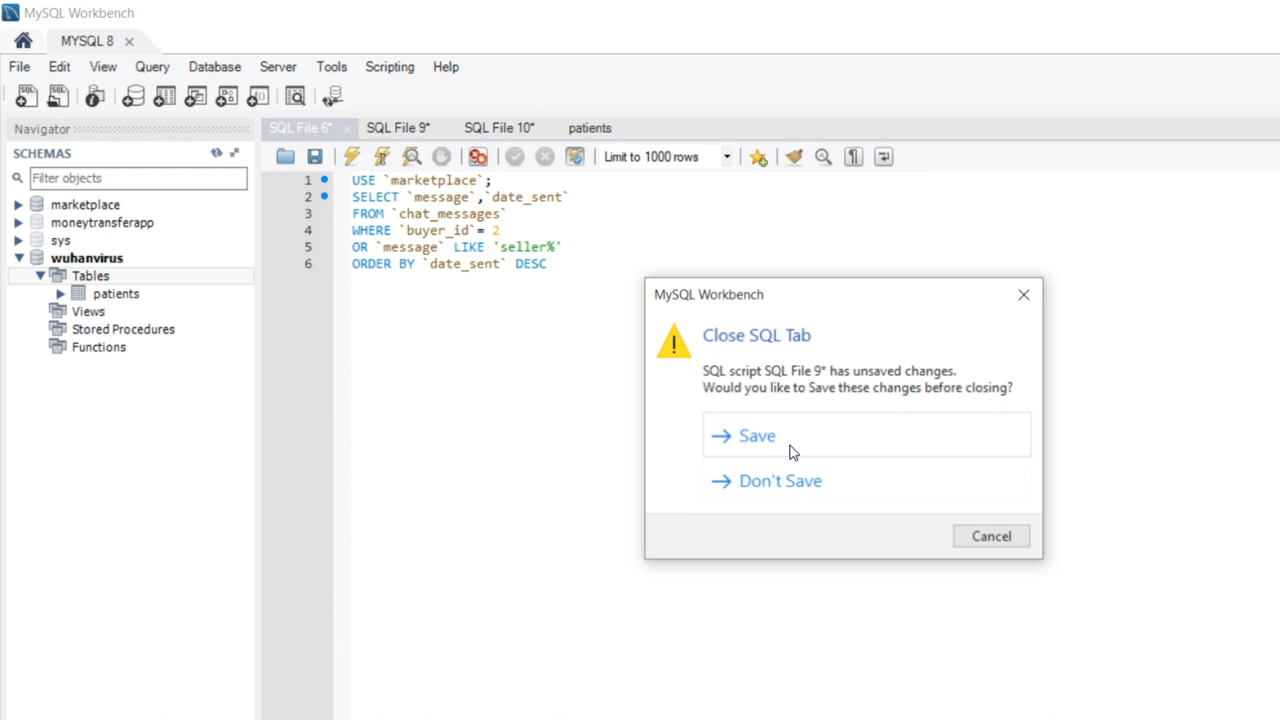 MySQL Workbench
MYSQL 8
File Edit View Query Database Server Tools Scripting Help
Navigator
SQL File 6* SQL File 9* SQL File 10* patients
SCHEMAS
Limit to 1000 rows
Filter objects
marketplace
moneytransferapp
sys
wuhanvirus
Tables
patients
Views
Stored Procedures
Functions
1 USE `marketplace`;
2 SELECT `message`,`date_sent`
3 FROM `chat_messages`
4 WHERE `buyer_id`= 2
5 OR `message` LIKE 'seller%'
6 ORDER BY `date_sent` DESC
MySQL Workbench
Close SQL Tab
SQL script SQL File 9* has unsaved changes.
Would you like to Save these changes before closing?
Save
Don't Save
Cancel